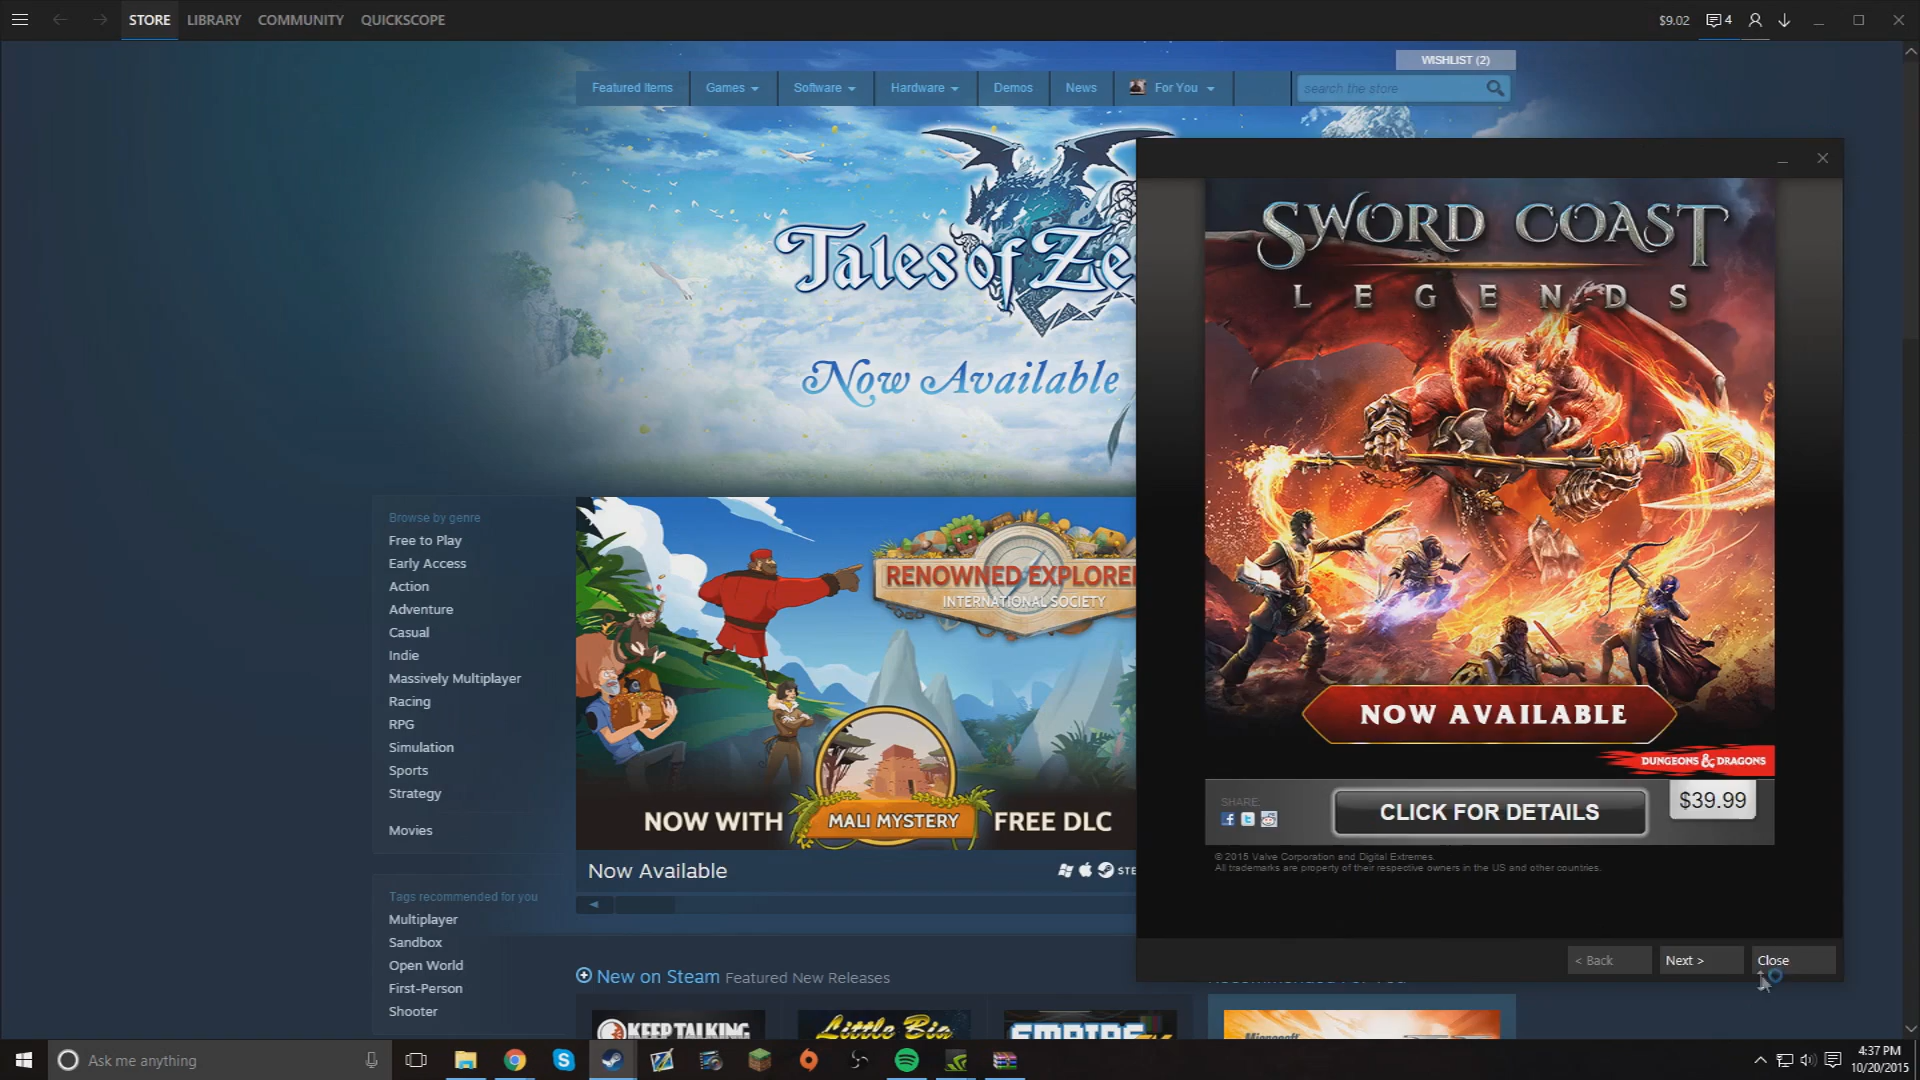 STORE LIBRARY COMMUNITY QUICKSCOPE
$9.02 4
WISHLIST (2)
Featured Items Games Software Hardware Demos News For You
search the store
Tales of Ze
Now Available
SWORD COAST
LEGENDS
NOW AVAILABLE
DUNGEONS & DRAGONS
$39.99
SHARE:
CLICK FOR DETAILS
© 2015 Valve Corporation and Digital Extremes.
All trademarks are property of their respective owners in the US and other countries.
< Back Next > Close
Browse by genre
Free to Play
Early Access
Action
Adventure
Casual
Indie
Massively Multiplayer
Racing
RPG
Simulation
Sports
Strategy
Movies
Tags recommended for you
Multiplayer
Sandbox
Open World
First-Person
Shooter
RENOWNED EXPLORE
INTERNATIONAL SOCIETY
NOW WITH MALI MYSTERY FREE DLC
Now Available
STE
New on Steam Featured New Releases
KEEP TALKING
Little Big
EMPIRE
Microsoft
Ask me anything
4:37 PM
10/20/2015